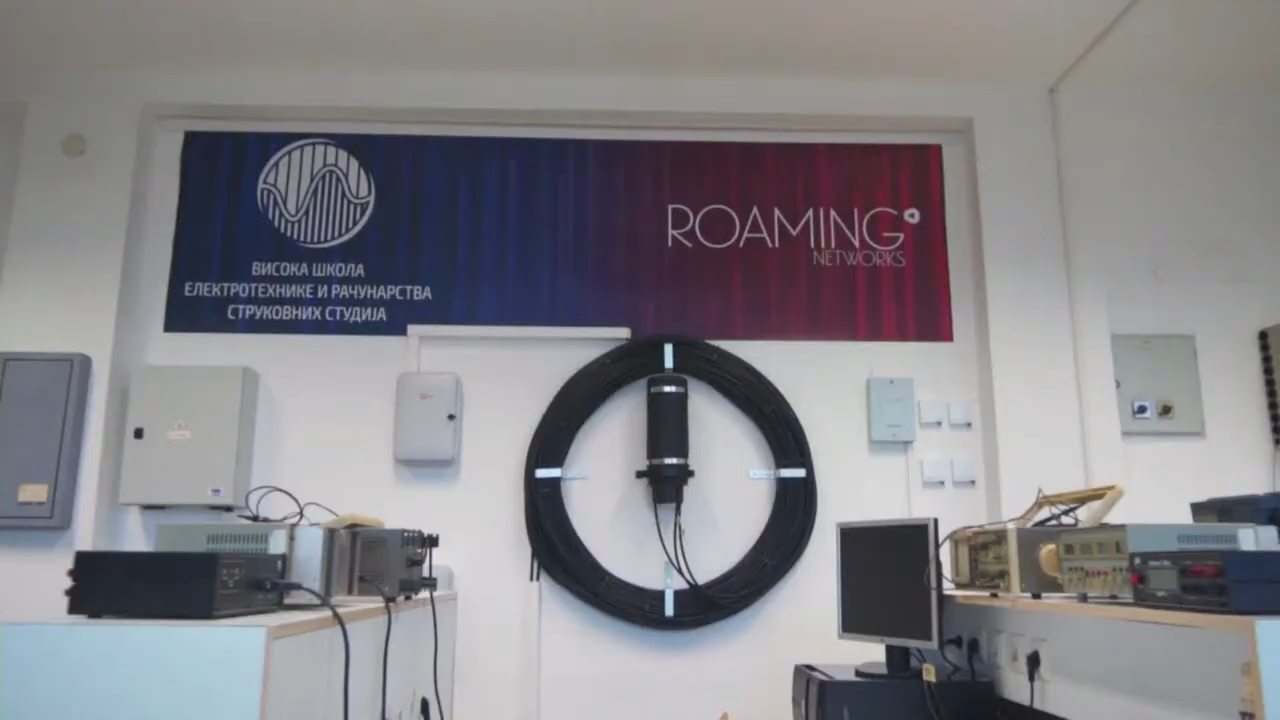 ВИСОКА ШКОЛА
ЕЛЕКТРОТЕХНИКЕ И РАЧУНАРСТВА
СТРУКОВНИХ СТУДИЈА
ROAMING
NETWORKS